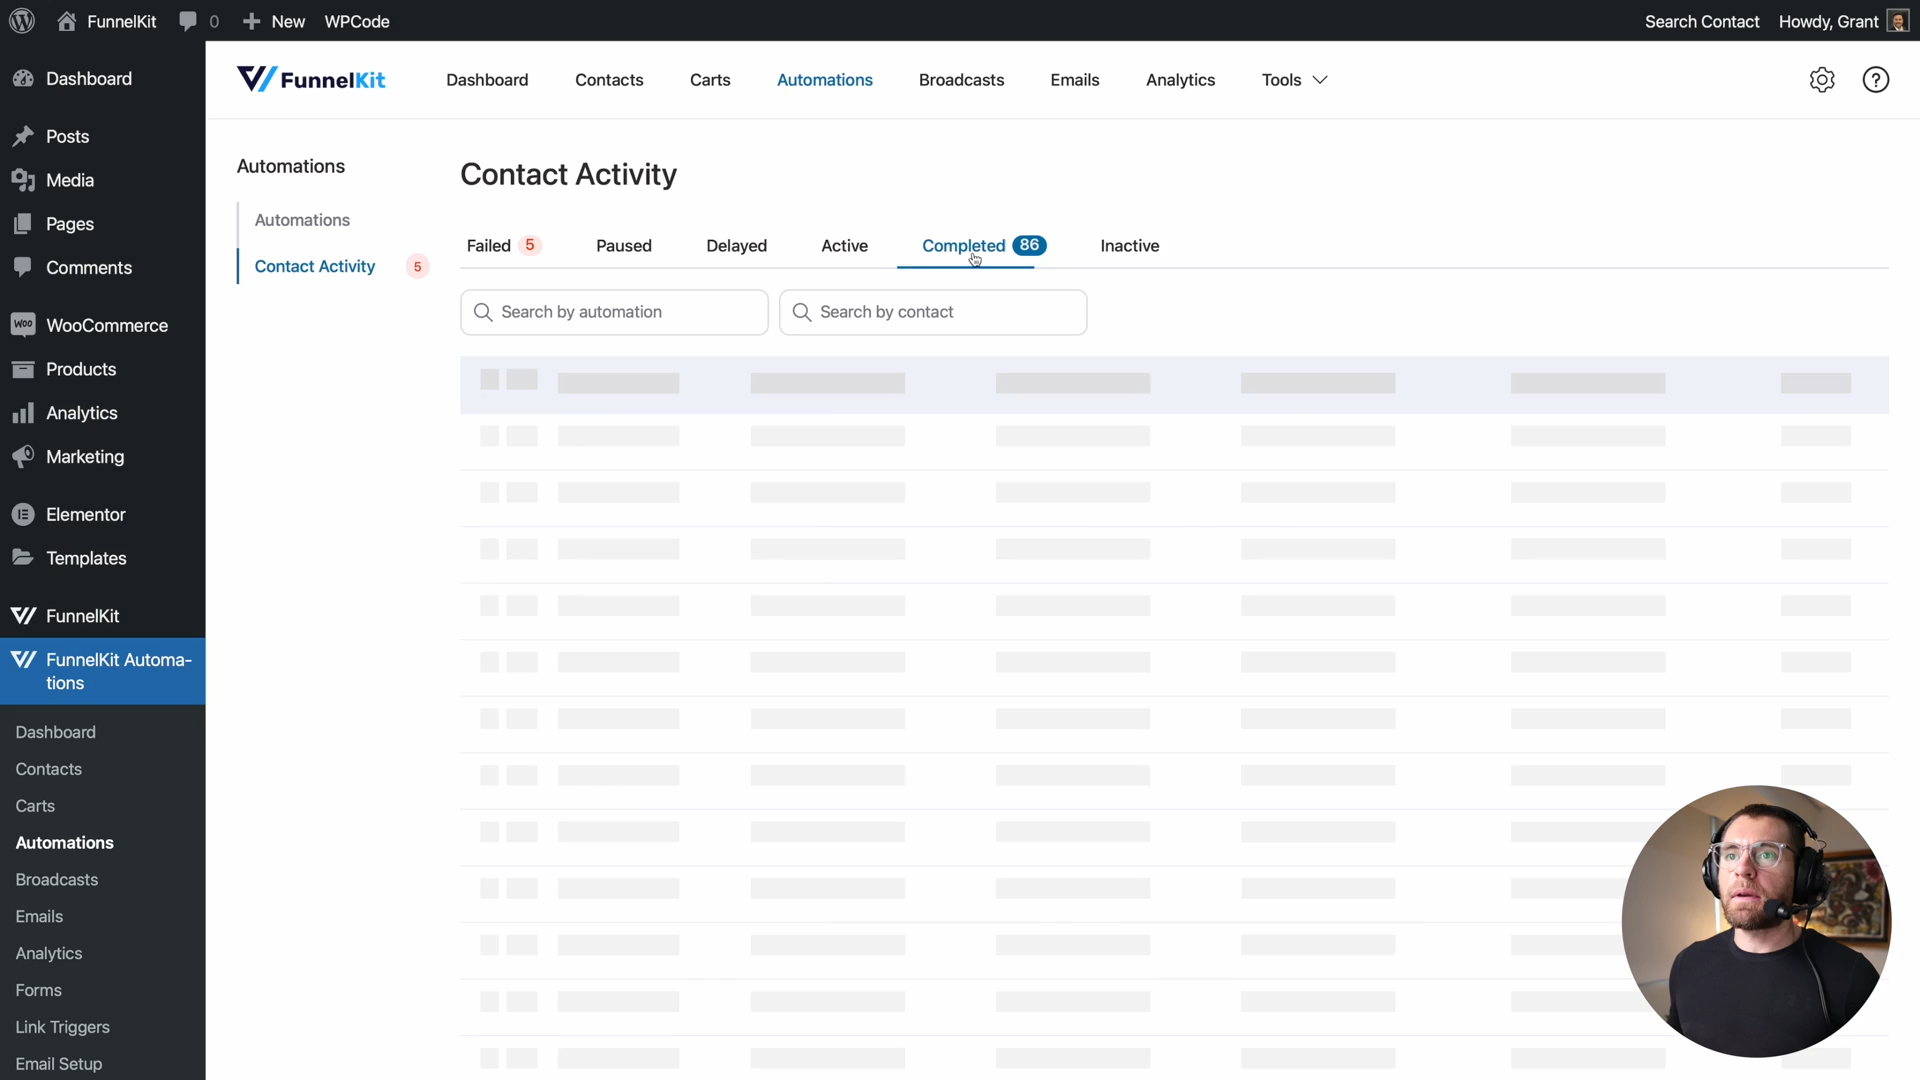 FunnelKit
0
New
WPCode
Search Contact
Howdy, Grant
Dashboard
Posts
Media
Pages
Comments
WooCommerce
Products
Analytics
Marketing
Elementor
Templates
FunnelKit
FunnelKit Automa-
tions
Dashboard
Contacts
Carts
Automations
Broadcasts
Emails
Analytics
Forms
Link Triggers
Email Setup
FunnelKit
Dashboard
Contacts
Carts
Automations
Broadcasts
Emails
Analytics
Tools
?
Automations
Automations
Contact Activity 5
Contact Activity
Failed 5
Paused
Delayed
Active
Completed 86
Inactive
Search by automation
Search by contact